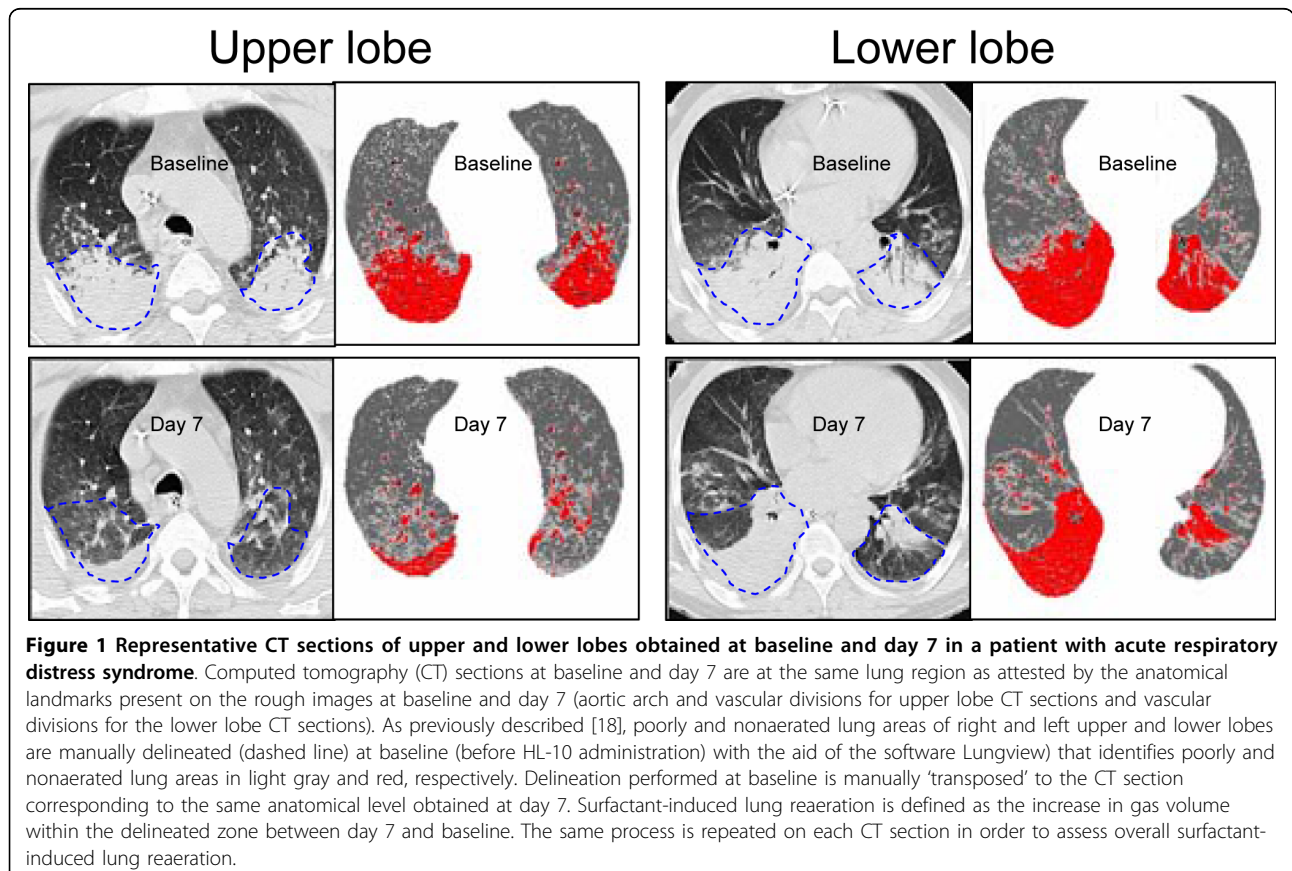 Upper lobe
Lower lobe
Baseline
Baseline
Baseline
Baseline
Day 7
Day 7
Day 7
Day 7
Figure 1 Representative CT sections of upper and lower lobes obtained at baseline and day 7 in a patient with acute respiratory
distress syndrome. Computed tomography (CT) sections at baseline and day 7 are at the same lung region as attested by the anatomical
landmarks present on the rough images at baseline and day 7 (aortic arch and vascular divisions for upper lobe CT sections and vascular
divisions for the lower lobe CT sections). As previously described [18], poorly and nonaerated lung areas of right and left upper and lower lobes
are manually delineated (dashed line) at baseline (before HL-10 administration) with the aid of the software Lungview) that identifies poorly and
nonaerated lung areas in light gray and red, respectively. Delineation performed at baseline is manually ‘transposed’ to the CT section
corresponding to the same anatomical level obtained at day 7. Surfactant-induced lung reaeration is defined as the increase in gas volume
within the delineated zone between day 7 and baseline. The same process is repeated on each CT section in order to assess overall surfactant-
induced lung reaeration.